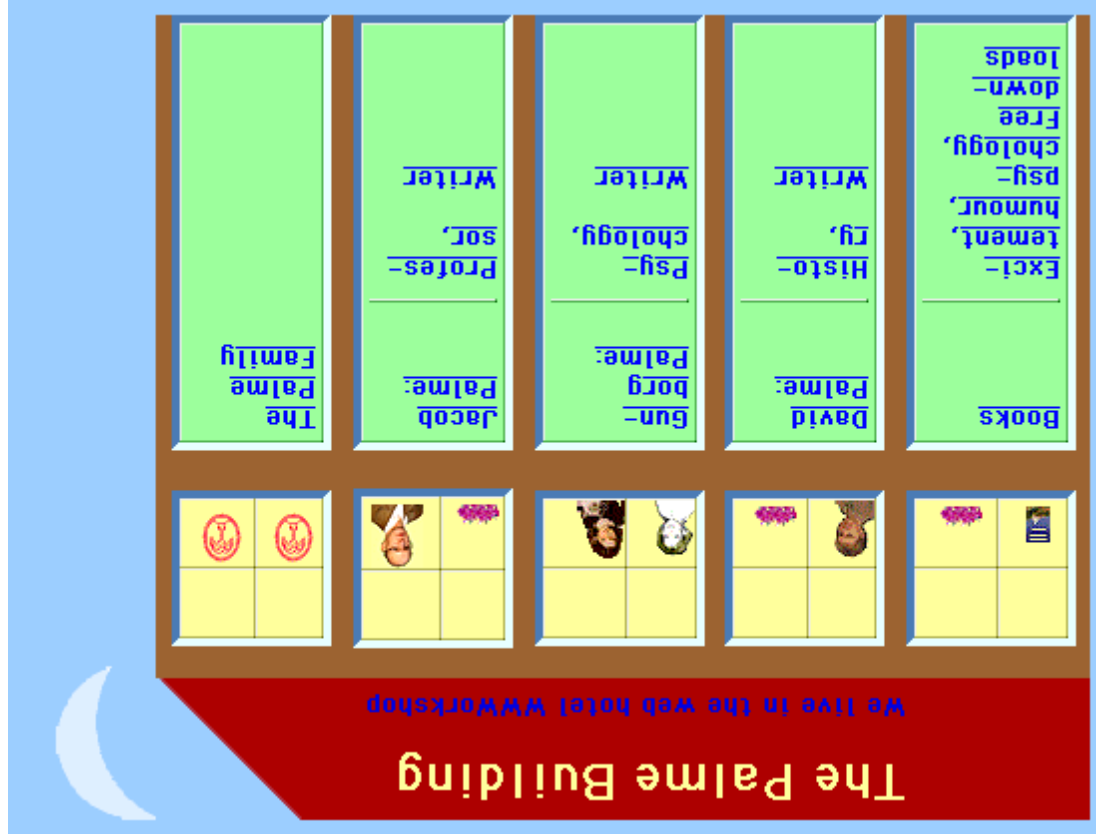 The Palme Building
We live in the web hotel WWWorkshop
Books
Exci-
tement,
humour,
psy-
chology,
Free
down-
loads
David
Palme:
Histo-
ry,
Writer
Gun-
borg
Palme:
Psy-
chology,
Writer
Jacob
Palme:
Profes-
sor,
Writer
The
Palme
Family